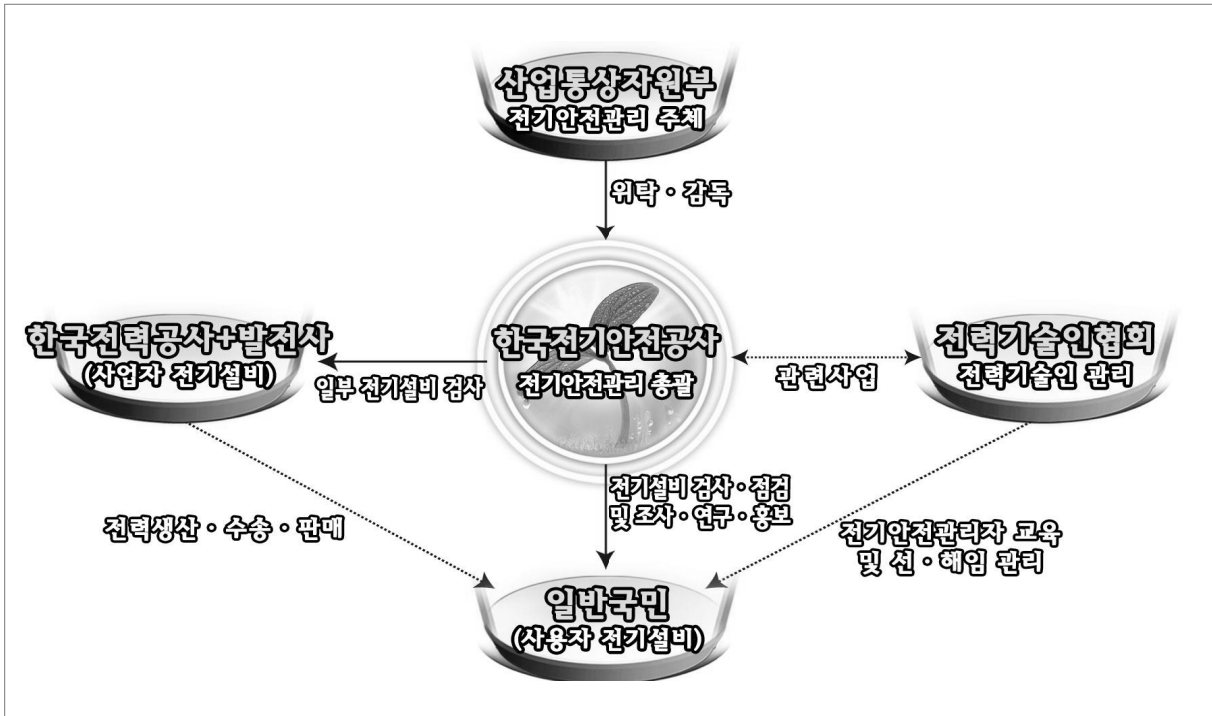 산업통상자원부
전기안전관리 주체
위탁・감독
한국전력공사+발전사
(사업자 전기설비)
일부 전기설비 검사
한국전기안전공사
전기안전관리 총괄
관련사업
전력기술인협회
전력기술인 관리
전력생산・수송・판매
전기설비 검사・점검
및 조사・연구・홍보
전기안전관리자 교육
및 선・해임 관리
일반국민
(사용자 전기설비)